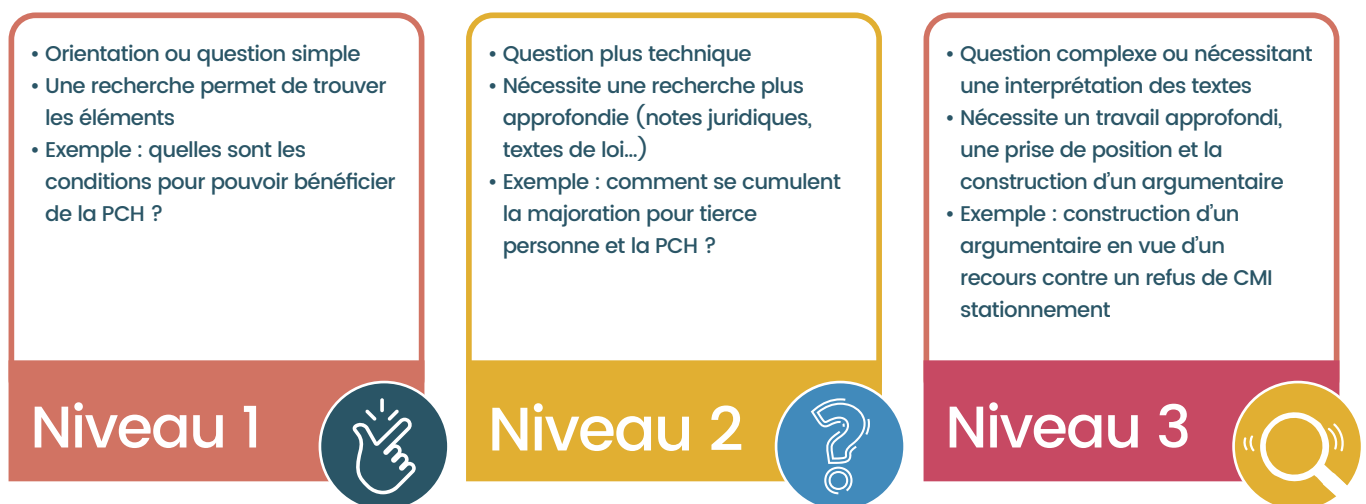 • Orientation ou question simple
• Une recherche permet de trouver
les éléments
• Exemple : quelles sont les
conditions pour pouvoir bénéficier
de la PCH ?
Niveau 1
• Question plus technique
• Nécessite une recherche plus
approfondie (notes juridiques,
textes de loi…)
• Exemple : comment se cumulent
la majoration pour tierce
personne et la PCH ?
Niveau 2
• Question complexe ou nécessitant
une interprétation des textes
• Nécessite un travail approfondi,
une prise de position et la
construction d’un argumentaire
• Exemple : construction d’un
argumentaire en vue d’un
recours contre un refus de CMI
stationnement
Niveau 3